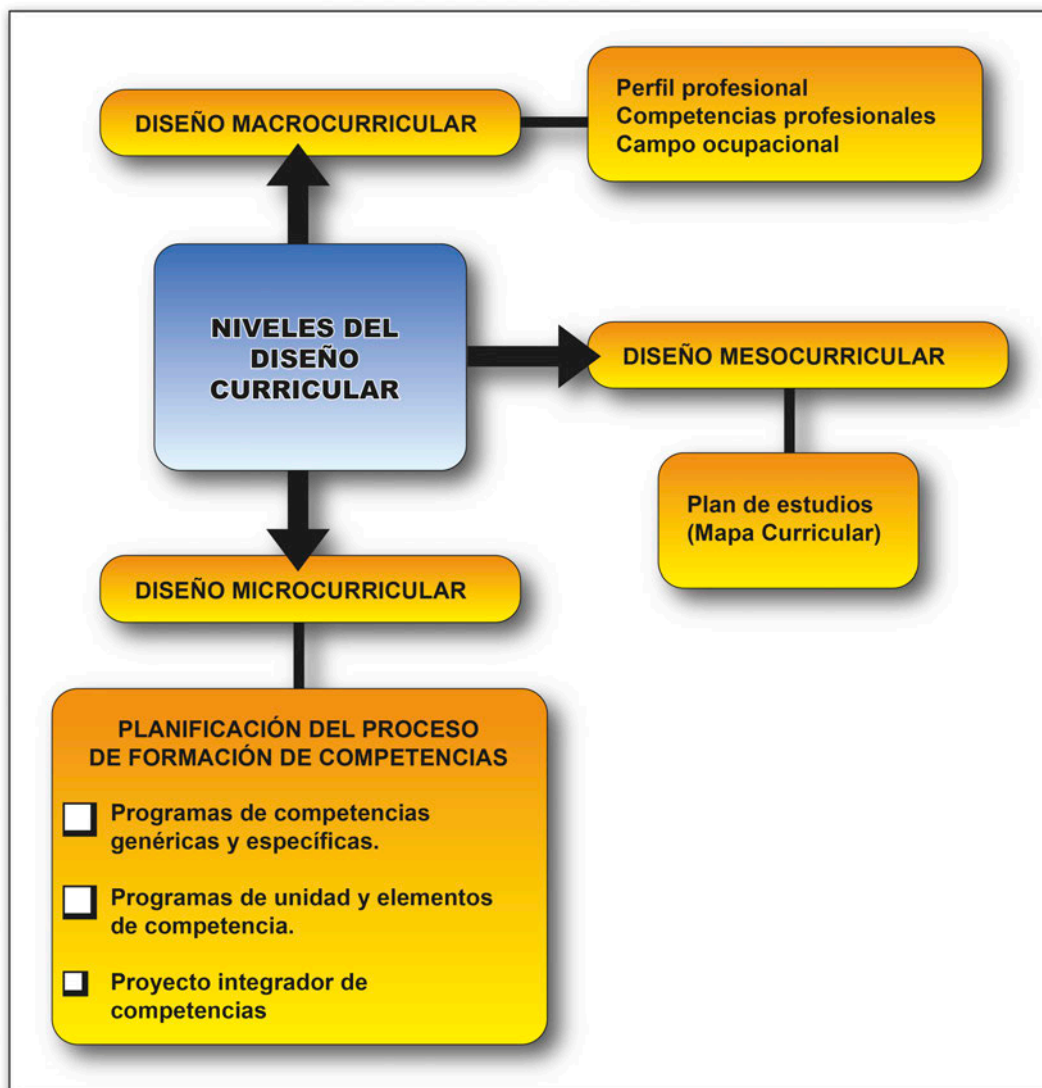 DISEÑO MACROCURRICULAR
Perfil profesional
Competencias profesionales
Campo ocupacional
NIVELES DEL
DISEÑO
CURRICULAR
DISEÑO MESOCURRICULAR
Plan de estudios
(Mapa Curricular)
DISEÑO MICROCURRICULAR
PLANIFICACIÓN DEL PROCESO
DE FORMACIÓN DE COMPETENCIAS
Programas de competencias
genéricas y específicas.
Programas de unidad y elementos
de competencia.
Proyecto integrador de
competencias